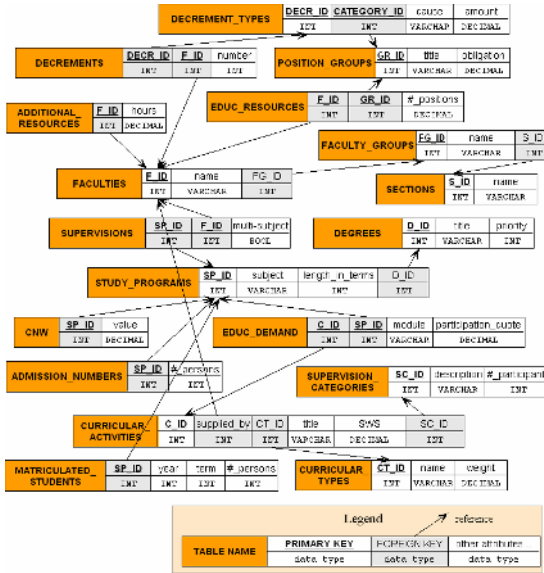 DECREMENT_TYPES DECR_ID CATEGORY_ID cause amount
INT INT VARCHAR DECIMAL
DECREMENTS DECR_ID F_ID number
INT INT INT
POSITION_GROUPS GR_ID title obligation
INT VARCHAR DECIMAL
ADDITIONAL_ RESOURCES F_ID hours
INT DECIMAL
EDUC_RESOURCES F_ID GR_ID #_positions
INT INT DECIMAL
FACULTY_GROUPS FG_ID name S_ID
INT VARCHAR INT
FACULTIES F_ID name FG_ID
INT VARCHAR INT
SECTIONS S_ID name
INT VARCHAR
SUPERVISIONS SP_ID F_ID multi-subject
INT INT BOOL
DEGREES D_ID title priority
INT VARCHAR INT
STUDY_PROGRAMS SP_ID subject length_in_terms D_ID
INT VARCHAR INT INT
CNW SP_ID value
INT DECIMAL
EDUC_DEMAND C_ID SP_ID module participation_quote
INT INT VARCHAR DECIMAL
ADMISSION_NUMBERS SP_ID #_persons
INT INT
SUPERVISION_ CATEGORIES SC_ID description #_participant
INT VARCHAR INT
CURRICULAR_ ACTIVITIES C_ID supplied_by CT_ID title SWS SC_ID
INT INT INT VARCHAR DECIMAL INT
MATRICULATED_ STUDENTS SP_ID year term #_persons
INT INT INT INT
CURRICULAR TYPES CT_ID name weight
INT VARCHAR DECIMAL
Legend reference
TABLE NAME PRIMARY KEY FOREIGN KEY other attributes
data type data type data type